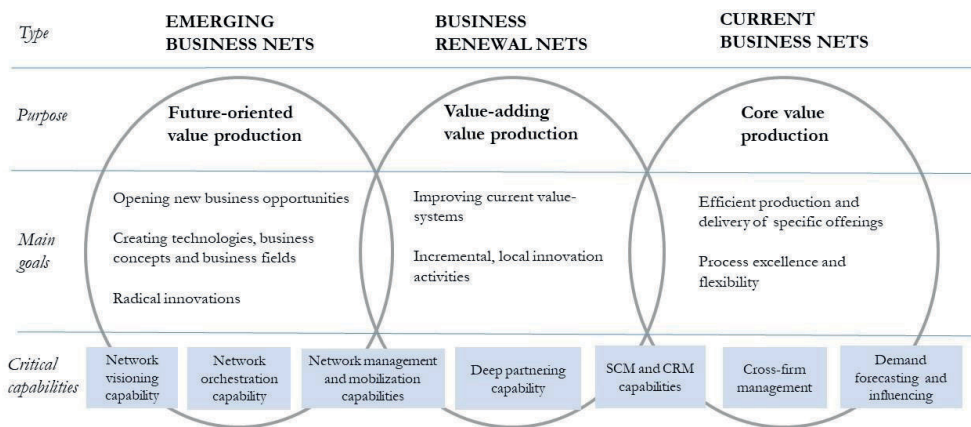 Type
EMERGING
BUSINESS NETS
BUSINESS
RENEWAL NETS
CURRENT
BUSINESS NETS
Purpose
Future-oriented
value production
Value-adding
value production
Core value
production
Main
goals
Opening new business opportunities
Creating technologies, business
concepts and business fields
Radical innovations
Improving current value-
systems
Incremental, local innovation
activities
Efficient production and
delivery of specific offerings
Process excellence and
flexibility
Critical
capabilities
Network
visioning
capability
Network
orchestration
capability
Network management
and mobilization
capabilities
Deep partnering
capability
SCM and CRM
capabilities
Cross-firm
management
Demand
forecasting and
influencing